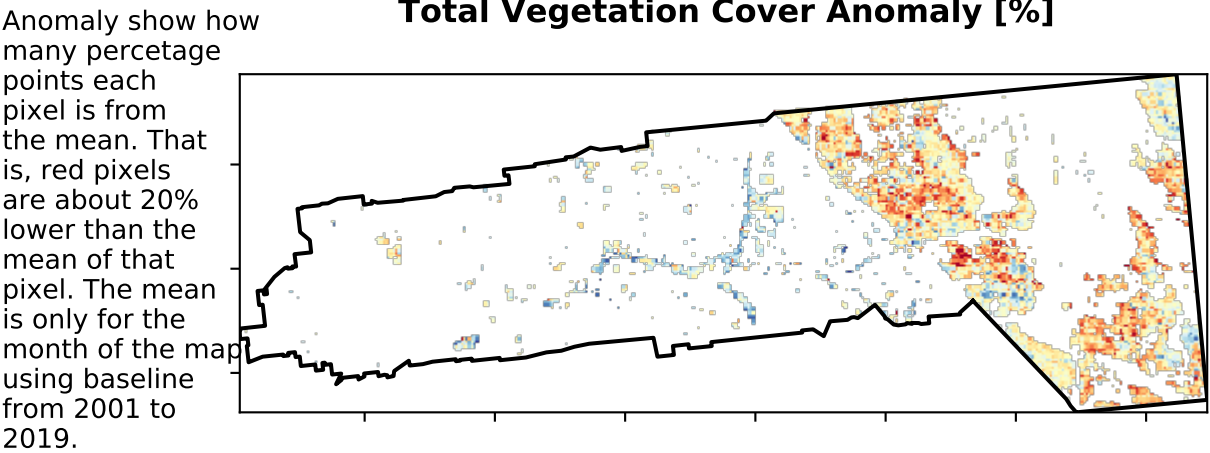 Total Vegetation Cover Anomaly [%]
Anomaly show how
many percetage
points each
pixel is from
the mean. That
is, red pixels
are about 20%
lower than the
mean of that
pixel. The mean
is only for the
month of the map
using baseline
from 2001 to
2019.